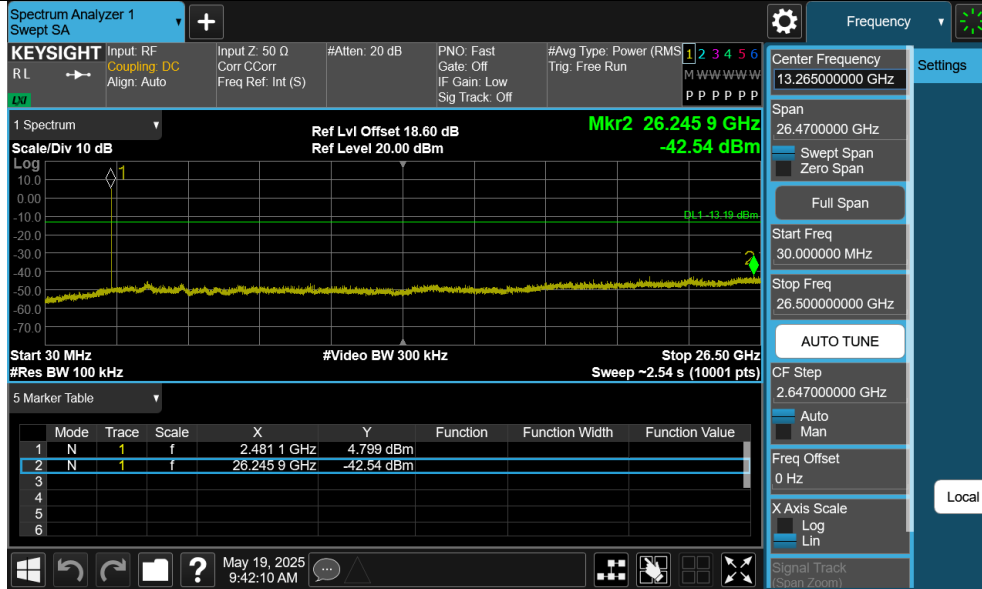 Spectrum Analyzer 1
Swept SA
+
Frequency
KEYSIGHT
R L
LXI
Input: RF
Coupling: DC
Align: Auto
Input Z: 50 Ω
Corr CCorr
Freq Ref: Int (S)
#Atten: 20 dB
PNO: Fast
Gate: Off
IF Gain: Low
Sig Track: Off
#Avg Type: Power (RMS
Trig: Free Run
1 2 3 4 5 6
M W W W W W
P P P P P P
1 Spectrum
Scale/Div 10 dB
Ref Lvl Offset 18.60 dB
Ref Level 20.00 dBm
Mkr2 26.245 9 GHz
-42.54 dBm
Log
10.0
0.00
-10.0
-20.0
-30.0
-40.0
-50.0
-60.0
-70.0
1
DL1 -13.19 dBm
2
Start 30 MHz
#Res BW 100 kHz
#Video BW 300 kHz
Stop 26.50 GHz
Sweep ~2.54 s (10001 pts)
5 Marker Table
Mode Trace Scale X Y Function Function Width Function Value
1 N 1 f 2.481 1 GHz 4.799 dBm
2 N 1 f 26.245 9 GHz -42.54 dBm
3
4
5
6
?
May 19, 2025
9:42:10 AM
Center Frequency
13.265000000 GHz
Settings
Span
26.4700000 GHz
Swept Span
Zero Span
Full Span
Start Freq
30.000000 MHz
Stop Freq
26.500000000 GHz
AUTO TUNE
CF Step
2.647000000 GHz
Auto
Man
Freq Offset
0 Hz
Local
X Axis Scale
Log
Lin
Signal Track
(Span Zoom)